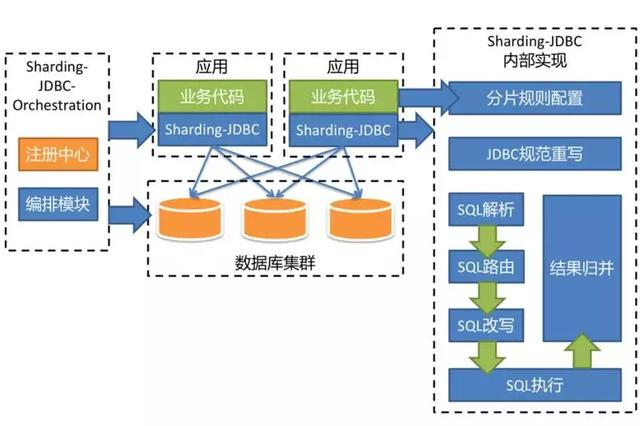 Sharding-
JDBC-
Orchestration
注册中心
编排模块
应用
业务代码
Sharding-JDBC
应用
业务代码
Sharding-JDBC
数据库集群
Sharding-JDBC
内部实现
分片规则配置
JDBC规范重写
SQL解析
SQL路由
SQL改写
结果归并
SQL执行